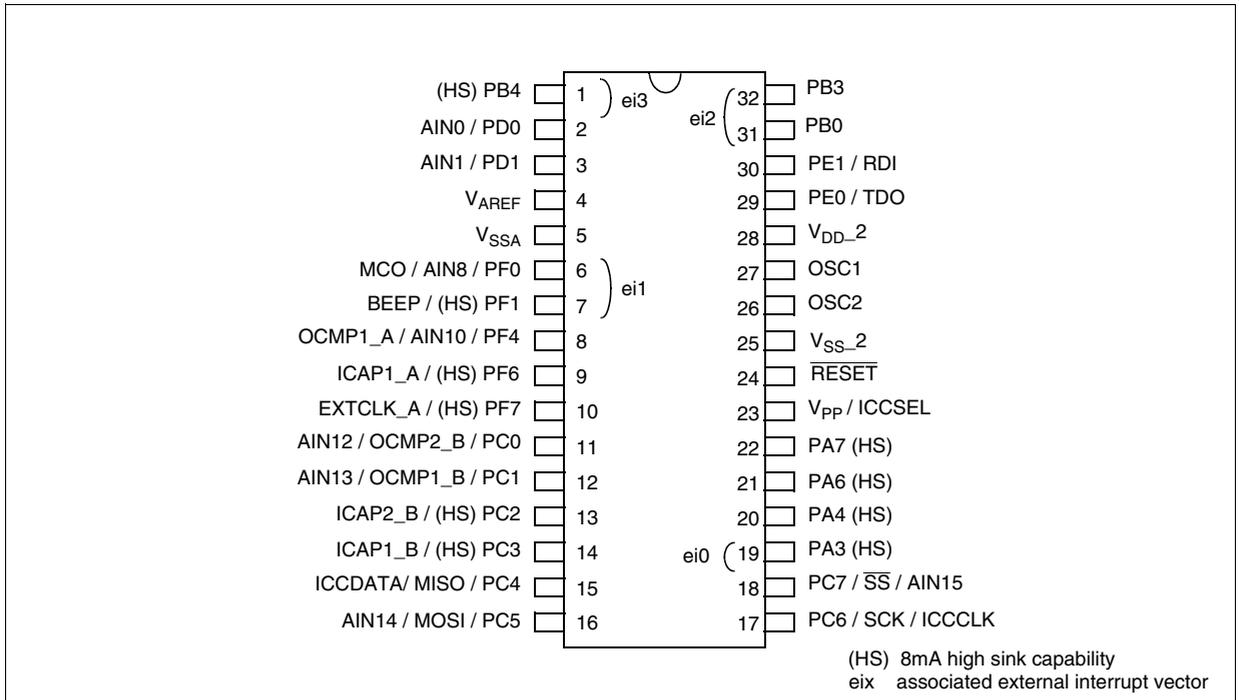 (HS) PB4 1 ei3 ei2 32 PB3
AIN0 / PD0 2 31 PB0
AIN1 / PD1 3 30 PE1 / RDI
VAREF 4 29 PE0 / TDO
VSSA 5 28 VDD_2
MCO / AIN8 / PF0 6 ei1 27 OSC1
BEEP / (HS) PF1 7 26 OSC2
OCMP1_A / AIN10 / PF4 8 25 VSS_2
ICAP1_A / (HS) PF6 9 24 RESET
EXTCLK_A / (HS) PF7 10 23 VPP / ICCSEL
AIN12 / OCMP2_B / PC0 11 22 PA7 (HS)
AIN13 / OCMP1_B / PC1 12 21 PA6 (HS)
ICAP2_B / (HS) PC2 13 20 PA4 (HS)
ICAP1_B / (HS) PC3 14 ei0 19 PA3 (HS)
ICCDATA/ MISO / PC4 15 18 PC7 / SS / AIN15
AIN14 / MOSI / PC5 16 17 PC6 / SCK / ICCCLK
(HS) 8mA high sink capability
eix associated external interrupt vector